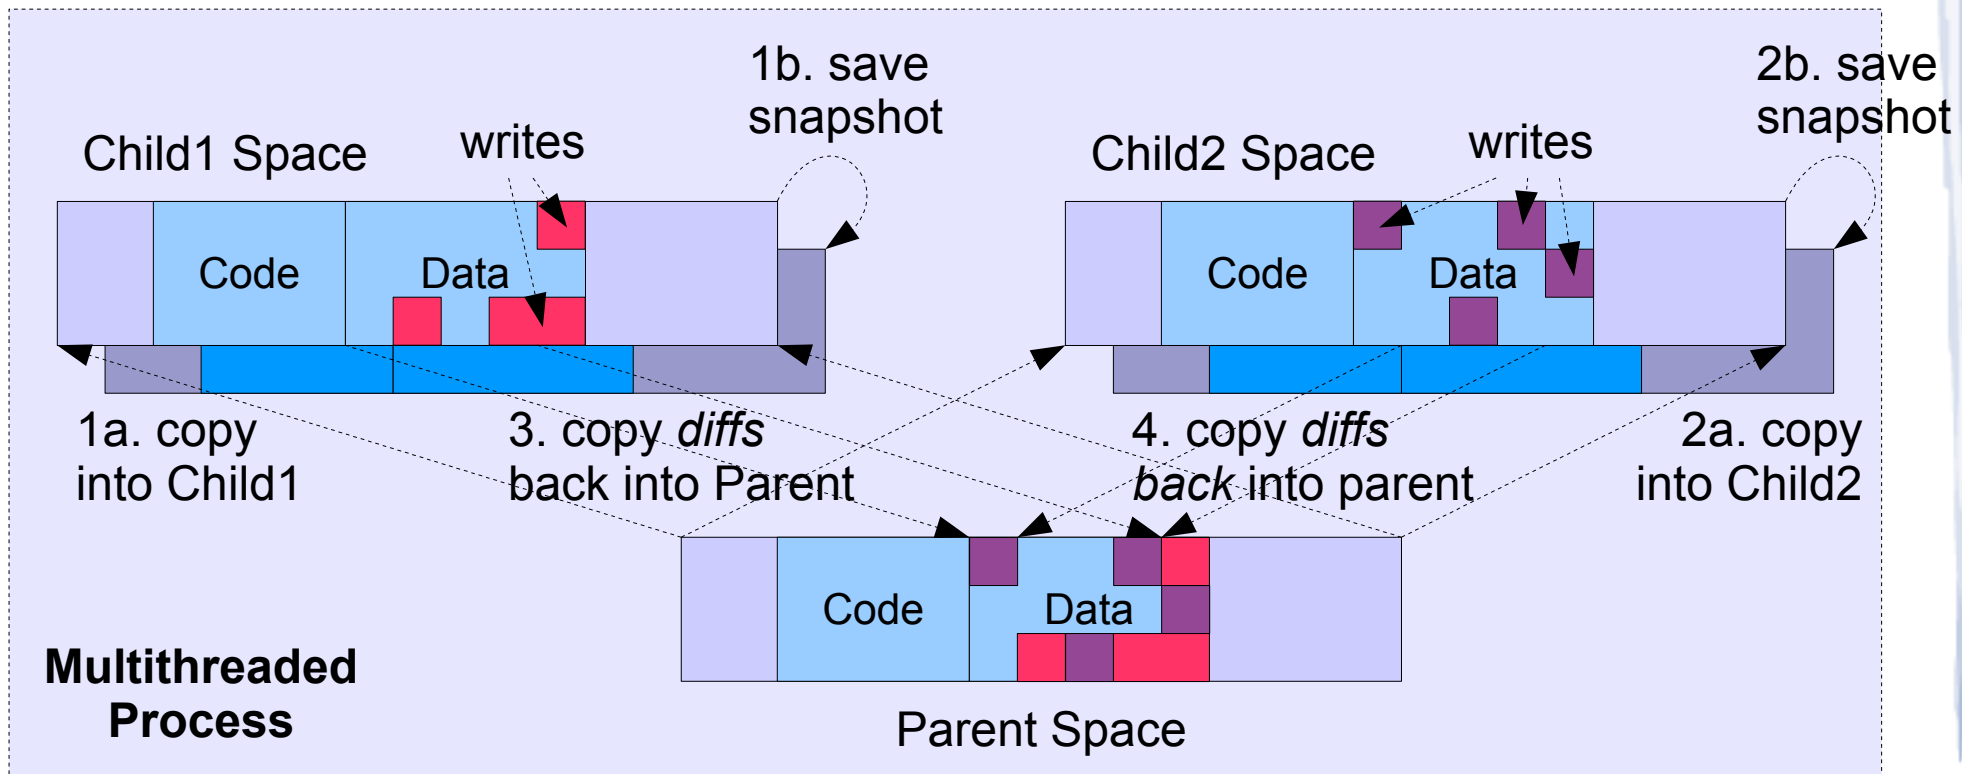 1b. save
snapshot
2b. save
snapshot
Child1 Space
writes
Child2 Space
writes
Code
Data
Code
Data
1a. copy
into Child1
3. copy diffs
back into Parent
4. copy diffs
back into parent
2a. copy
into Child2
Code
Data
Multithreaded
Process
Parent Space